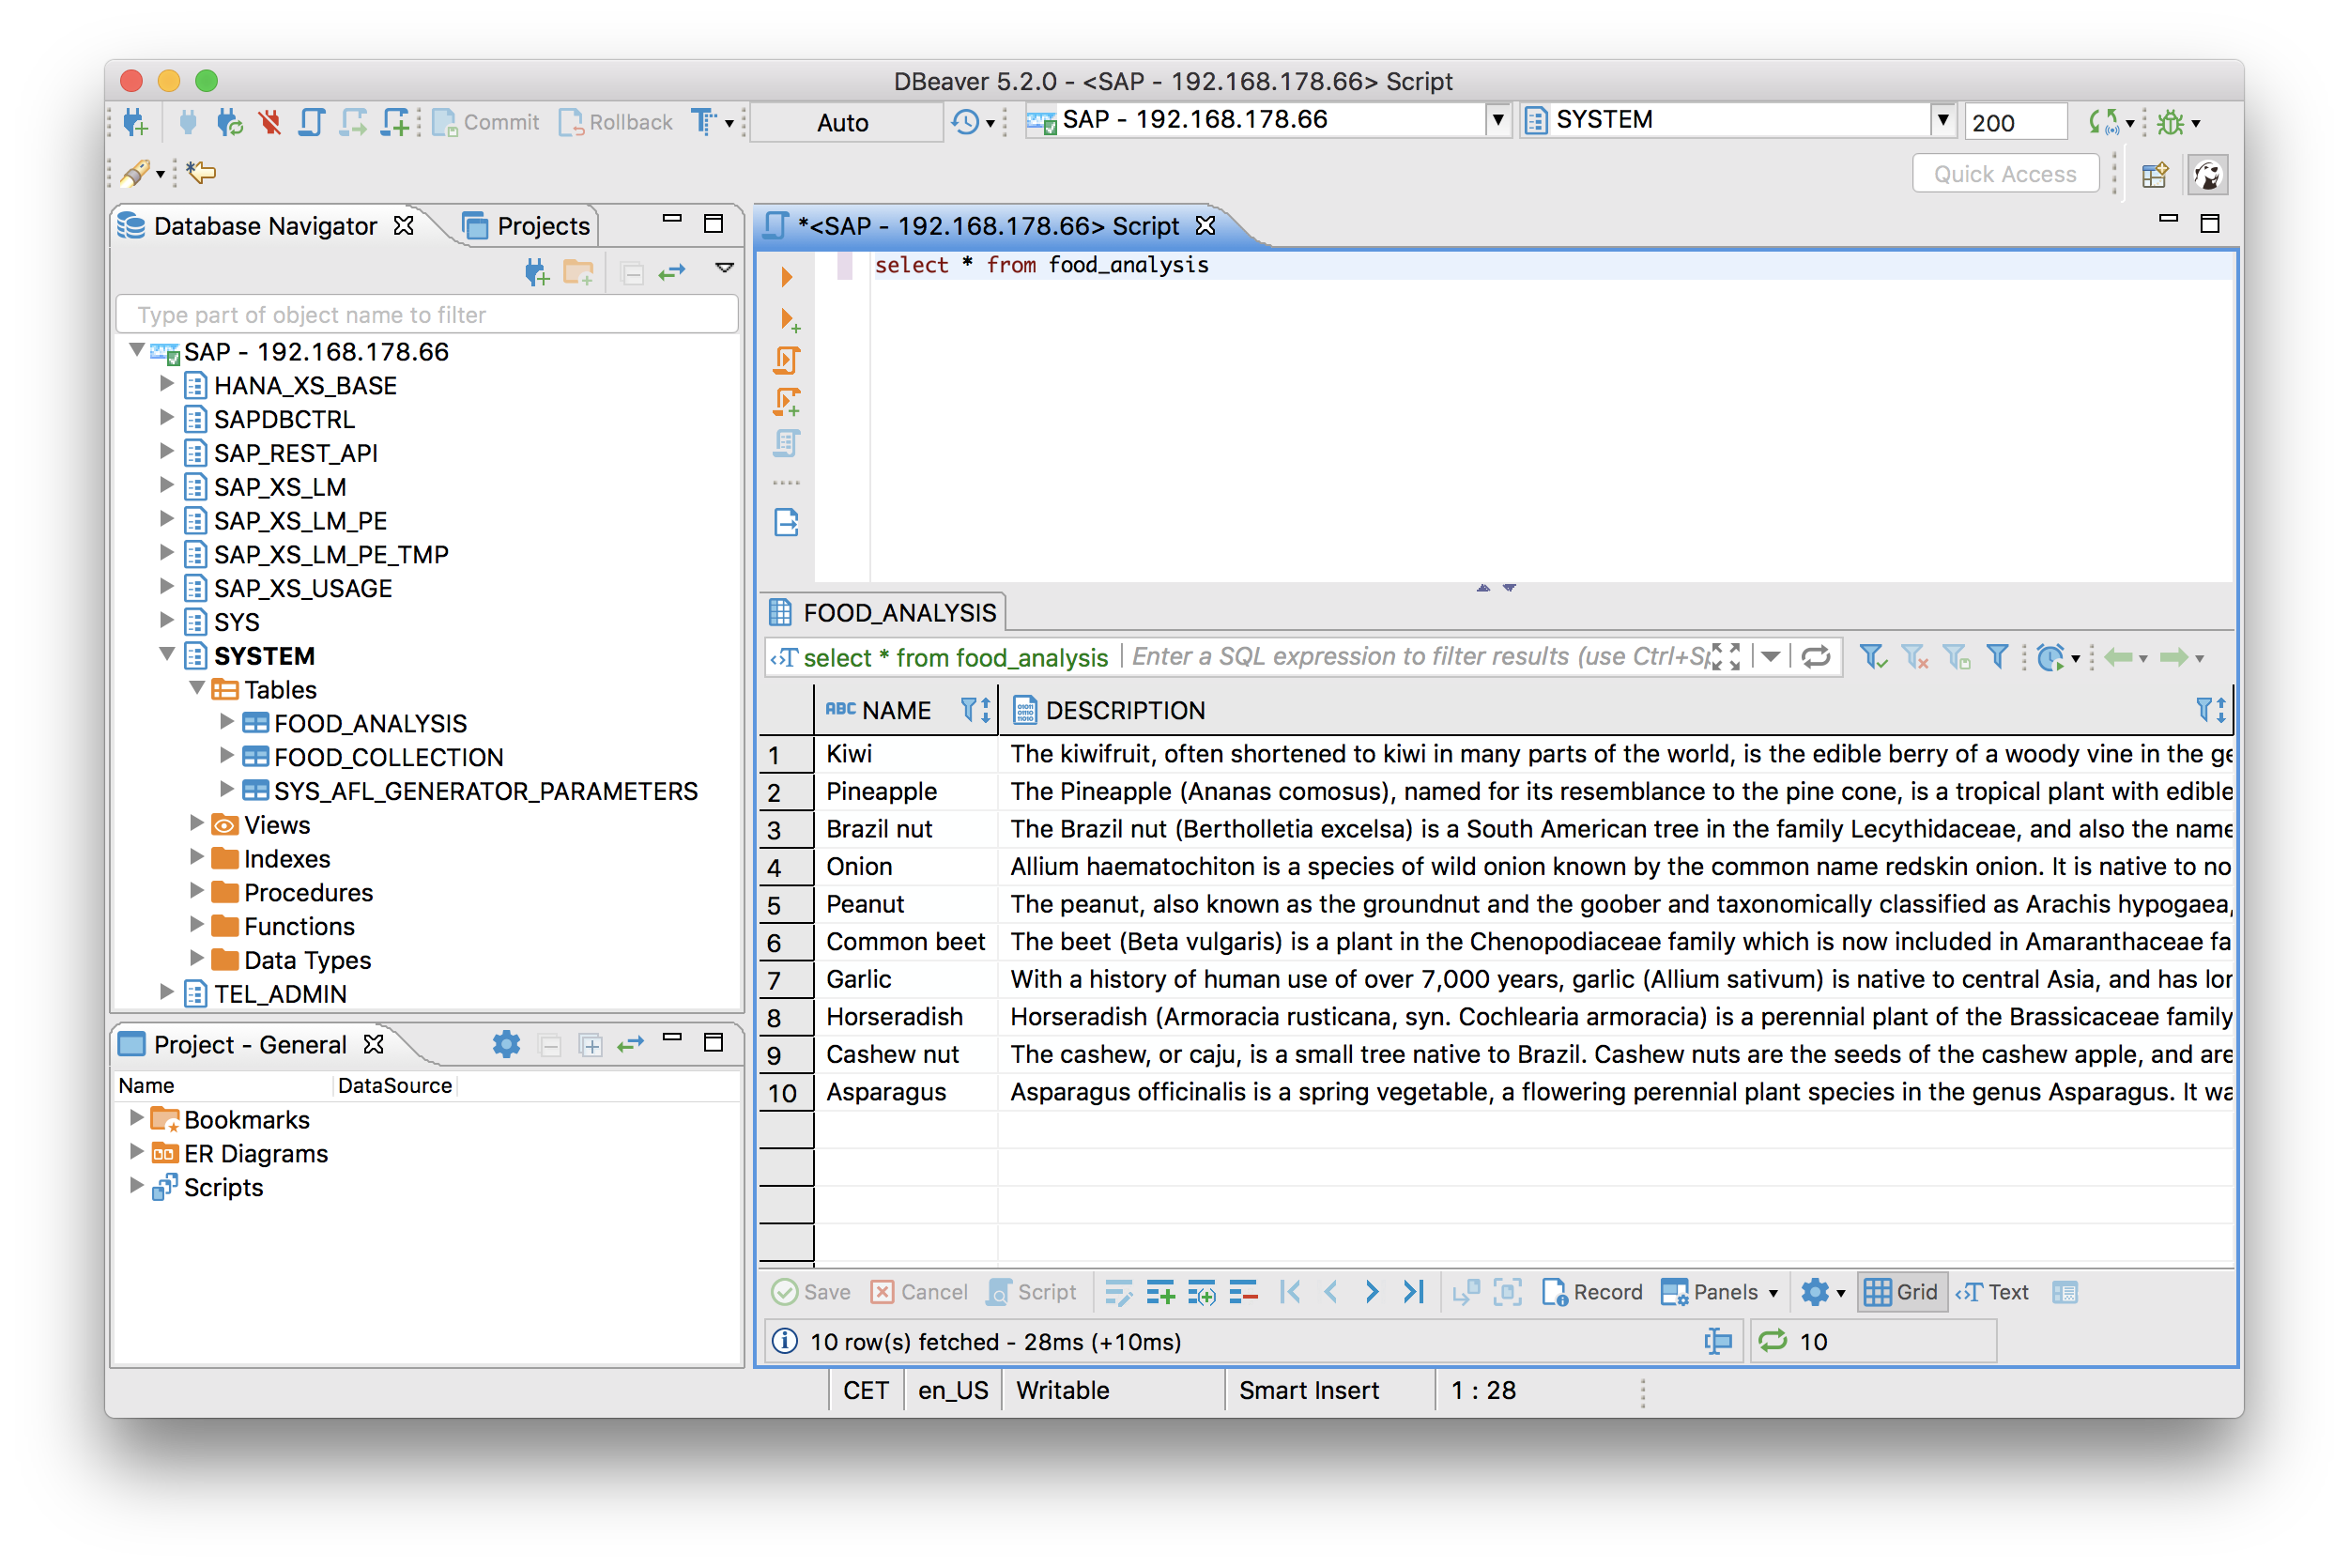 DBeaver 5.2.0 - <SAP - 192.168.178.66> Script
Commit Rollback Auto SAP - 192.168.178.66 SYSTEM 200
Quick Access
Database Navigator Projects
Type part of object name to filter
SAP - 192.168.178.66
HANA_XS_BASE
SAPDBCTRL
SAP_REST_API
SAP_XS_LM
SAP_XS_LM_PE
SAP_XS_LM_PE_TMP
SAP_XS_USAGE
SYS
SYSTEM
Tables
FOOD_ANALYSIS
FOOD_COLLECTION
SYS_AFL_GENERATOR_PARAMETERS
Views
Indexes
Procedures
Functions
Data Types
TEL_ADMIN
Project - General
Name DataSource
Bookmarks
ER Diagrams
Scripts
*<SAP - 192.168.178.66> Script
select * from food_analysis
FOOD_ANALYSIS
select * from food_analysis Enter a SQL expression to filter results (use Ctrl+S
ABC NAME DESCRIPTION
1 Kiwi The kiwifruit, often shortened to kiwi in many parts of the world, is the edible berry of a woody vine in the ge
2 Pineapple The Pineapple (Ananas comosus), named for its resemblance to the pine cone, is a tropical plant with edible
3 Brazil nut The Brazil nut (Bertholletia excelsa) is a South American tree in the family Lecythidaceae, and also the name
4 Onion Allium haematochiton is a species of wild onion known by the common name redskin onion. It is native to no
5 Peanut The peanut, also known as the groundnut and the goober and taxonomically classified as Arachis hypogaea,
6 Common beet The beet (Beta vulgaris) is a plant in the Chenopodiaceae family which is now included in Amaranthaceae fa
7 Garlic With a history of human use of over 7,000 years, garlic (Allium sativum) is native to central Asia, and has lon
8 Horseradish Horseradish (Armoracia rusticana, syn. Cochlearia armoracia) is a perennial plant of the Brassicaceae family
9 Cashew nut The cashew, or caju, is a small tree native to Brazil. Cashew nuts are the seeds of the cashew apple, and are
10 Asparagus Asparagus officinalis is a spring vegetable, a flowering perennial plant species in the genus Asparagus. It wa
Save Cancel Script Record Panels Grid Text
10 row(s) fetched - 28ms (+10ms) 10
CET en_US Writable Smart Insert 1 : 28